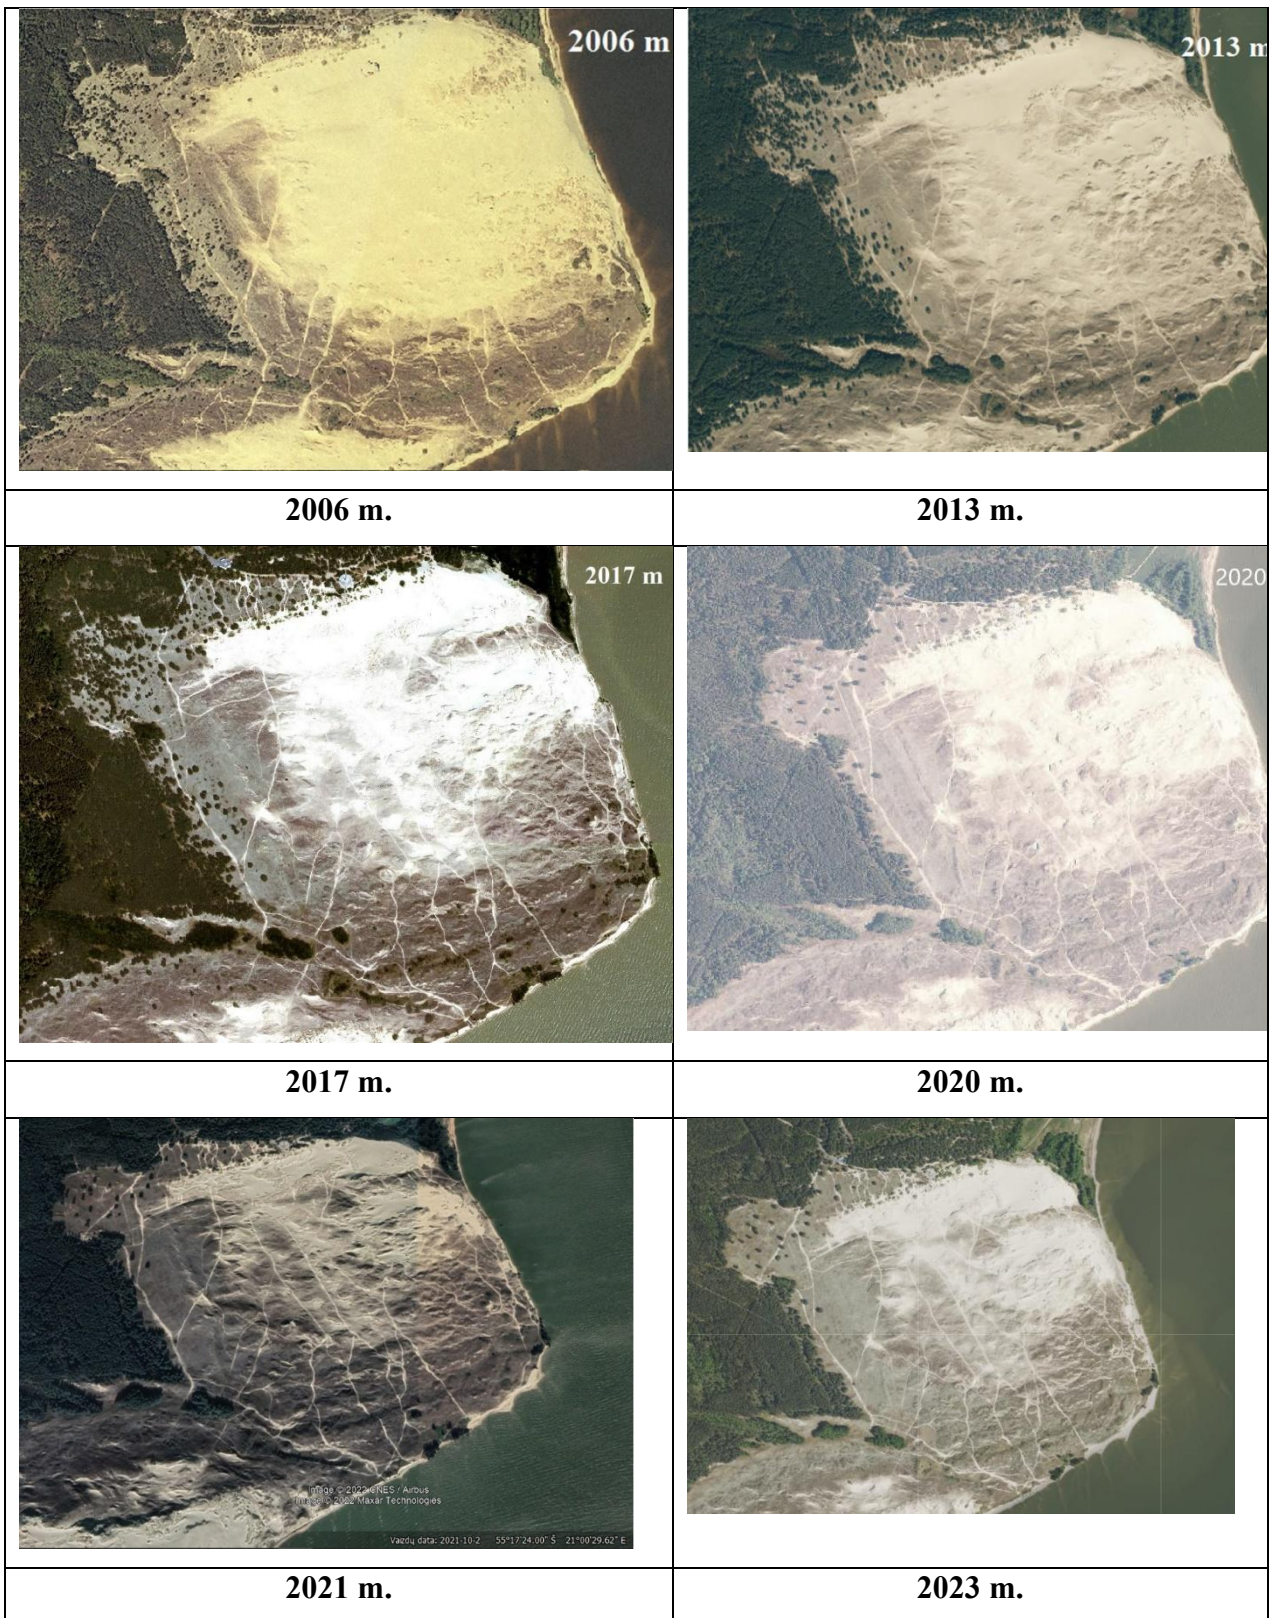 2006 m
2013 m
2006 m.
2013 m.
2017 m
2020
2017 m.
2020 m.
Image © 2022 CNES / Airbus
Image © 2022 Maxar Technologies
Vaizdų data: 2021-10-2 55°17'24.00" Š 21°00'29.62" E
2021 m.
2023 m.